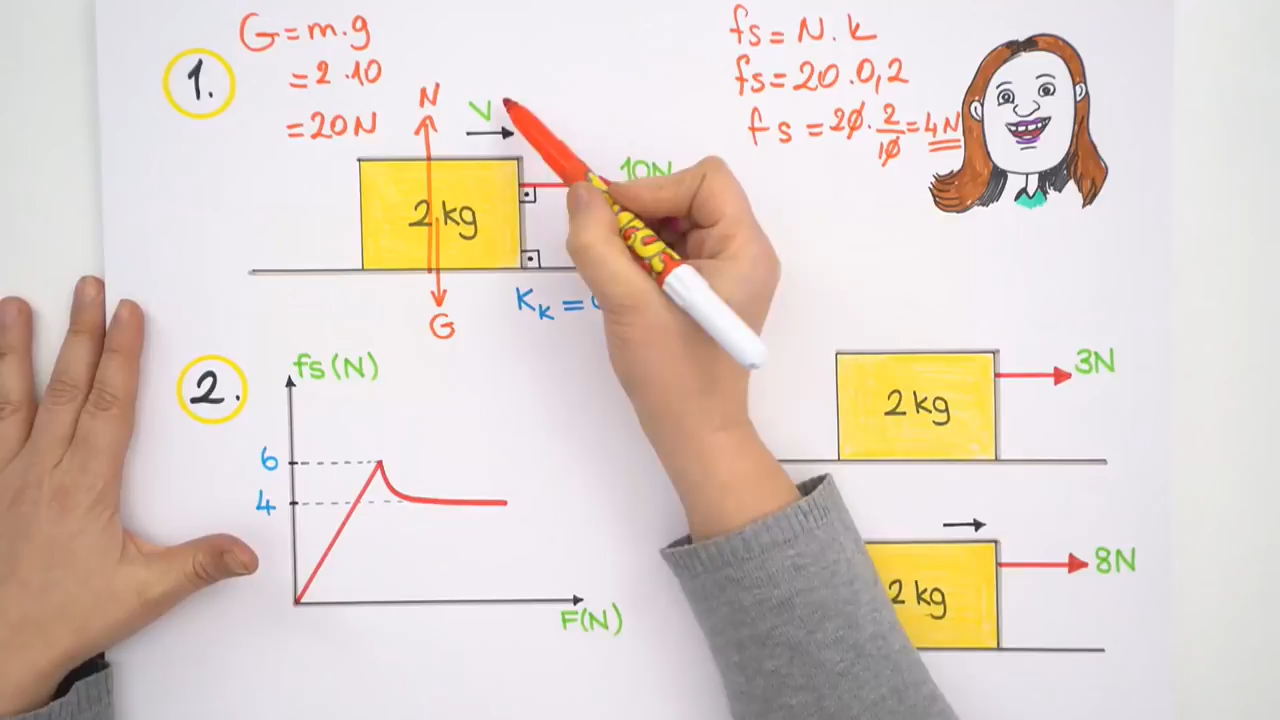 1.
G = m.g
= 2.10
= 20N
N
V
10N
2 kg
G
Kk =
fs = N.k
fs = 20.0,2
fs = 20. 2/10 = 4N
2.
fs (N)
6
4
F(N)
2 kg
3N
2 kg
8N